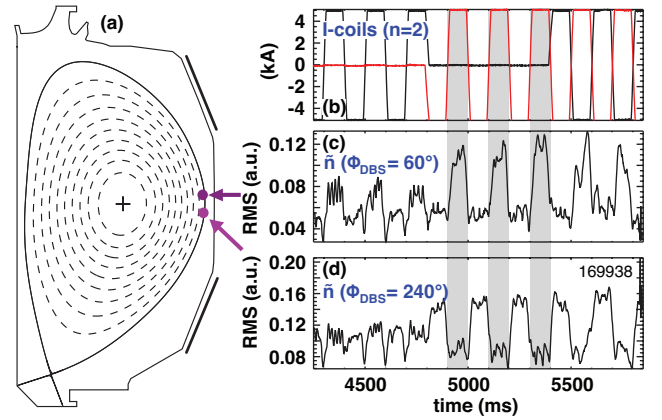 (a)
I-coils (n=2)
(kA)
4
2
0
-2
-4
(b)
(c)
ñ (Φ_DBS = 60°)
RMS (a.u.)
0.12
0.08
0.04
(d)
169938
ñ (Φ_DBS = 240°)
RMS (a.u.)
0.20
0.16
0.12
0.08
4500 5000 5500
time (ms)